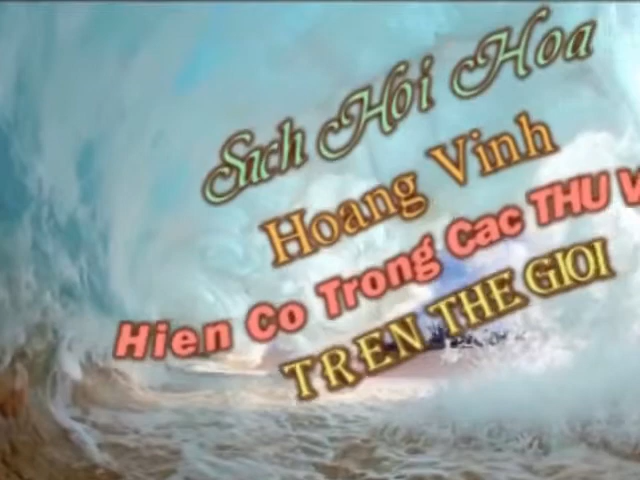 Sach Hoi Hoa
Hoang Vinh
Hien Co Trong Cac THU V
TREN THE GIOI